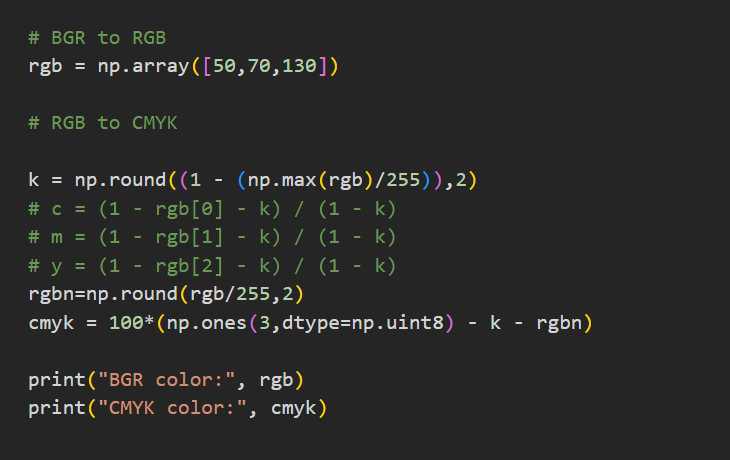 # BGR to RGB
rgb = np.array([50,70,130])
# RGB to CMYK
k = np.round((1 - (np.max(rgb)/255)),2)
# c = (1 - rgb[0] - k) / (1 - k)
# m = (1 - rgb[1] - k) / (1 - k)
# y = (1 - rgb[2] - k) / (1 - k)
rgbn=np.round(rgb/255,2)
cmyk = 100*(np.ones(3,dtype=np.uint8) - k - rgbn)
print("BGR color:", rgb)
print("CMYK color:", cmyk)